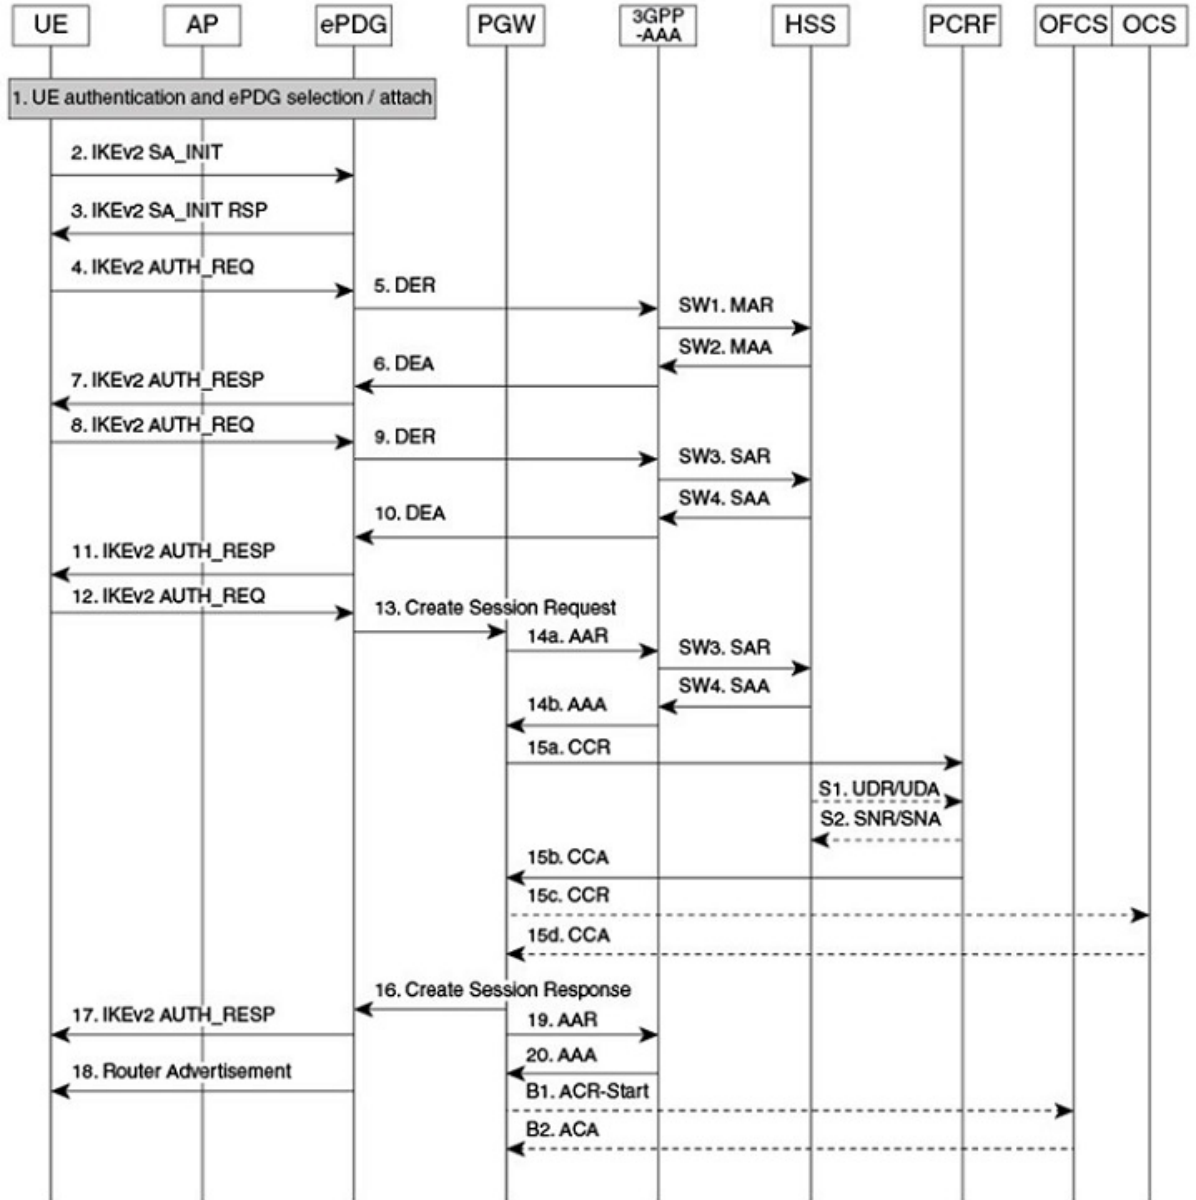 UE
AP
ePDG
PGW
3GPP
-AAA
HSS
PCRF
OFCS
OCS
1. UE authentication and ePDG selection / attach
2. IKEv2 SA_INIT
3. IKEv2 SA_INIT RSP
4. IKEv2 AUTH_REQ
5. DER
SW1. MAR
SW2. MAA
6. DEA
7. IKEv2 AUTH_RESP
8. IKEv2 AUTH_REQ
9. DER
SW3. SAR
SW4. SAA
10. DEA
11. IKEv2 AUTH_RESP
12. IKEv2 AUTH_REQ
13. Create Session Request
14a. AAR
SW3. SAR
SW4. SAA
14b. AAA
15a. CCR
S1. UDR/UDA
S2. SNR/SNA
15b. CCA
15c. CCR
15d. CCA
16. Create Session Response
17. IKEv2 AUTH_RESP
19. AAR
20. AAA
18. Router Advertisement
B1. ACR-Start
B2. ACA